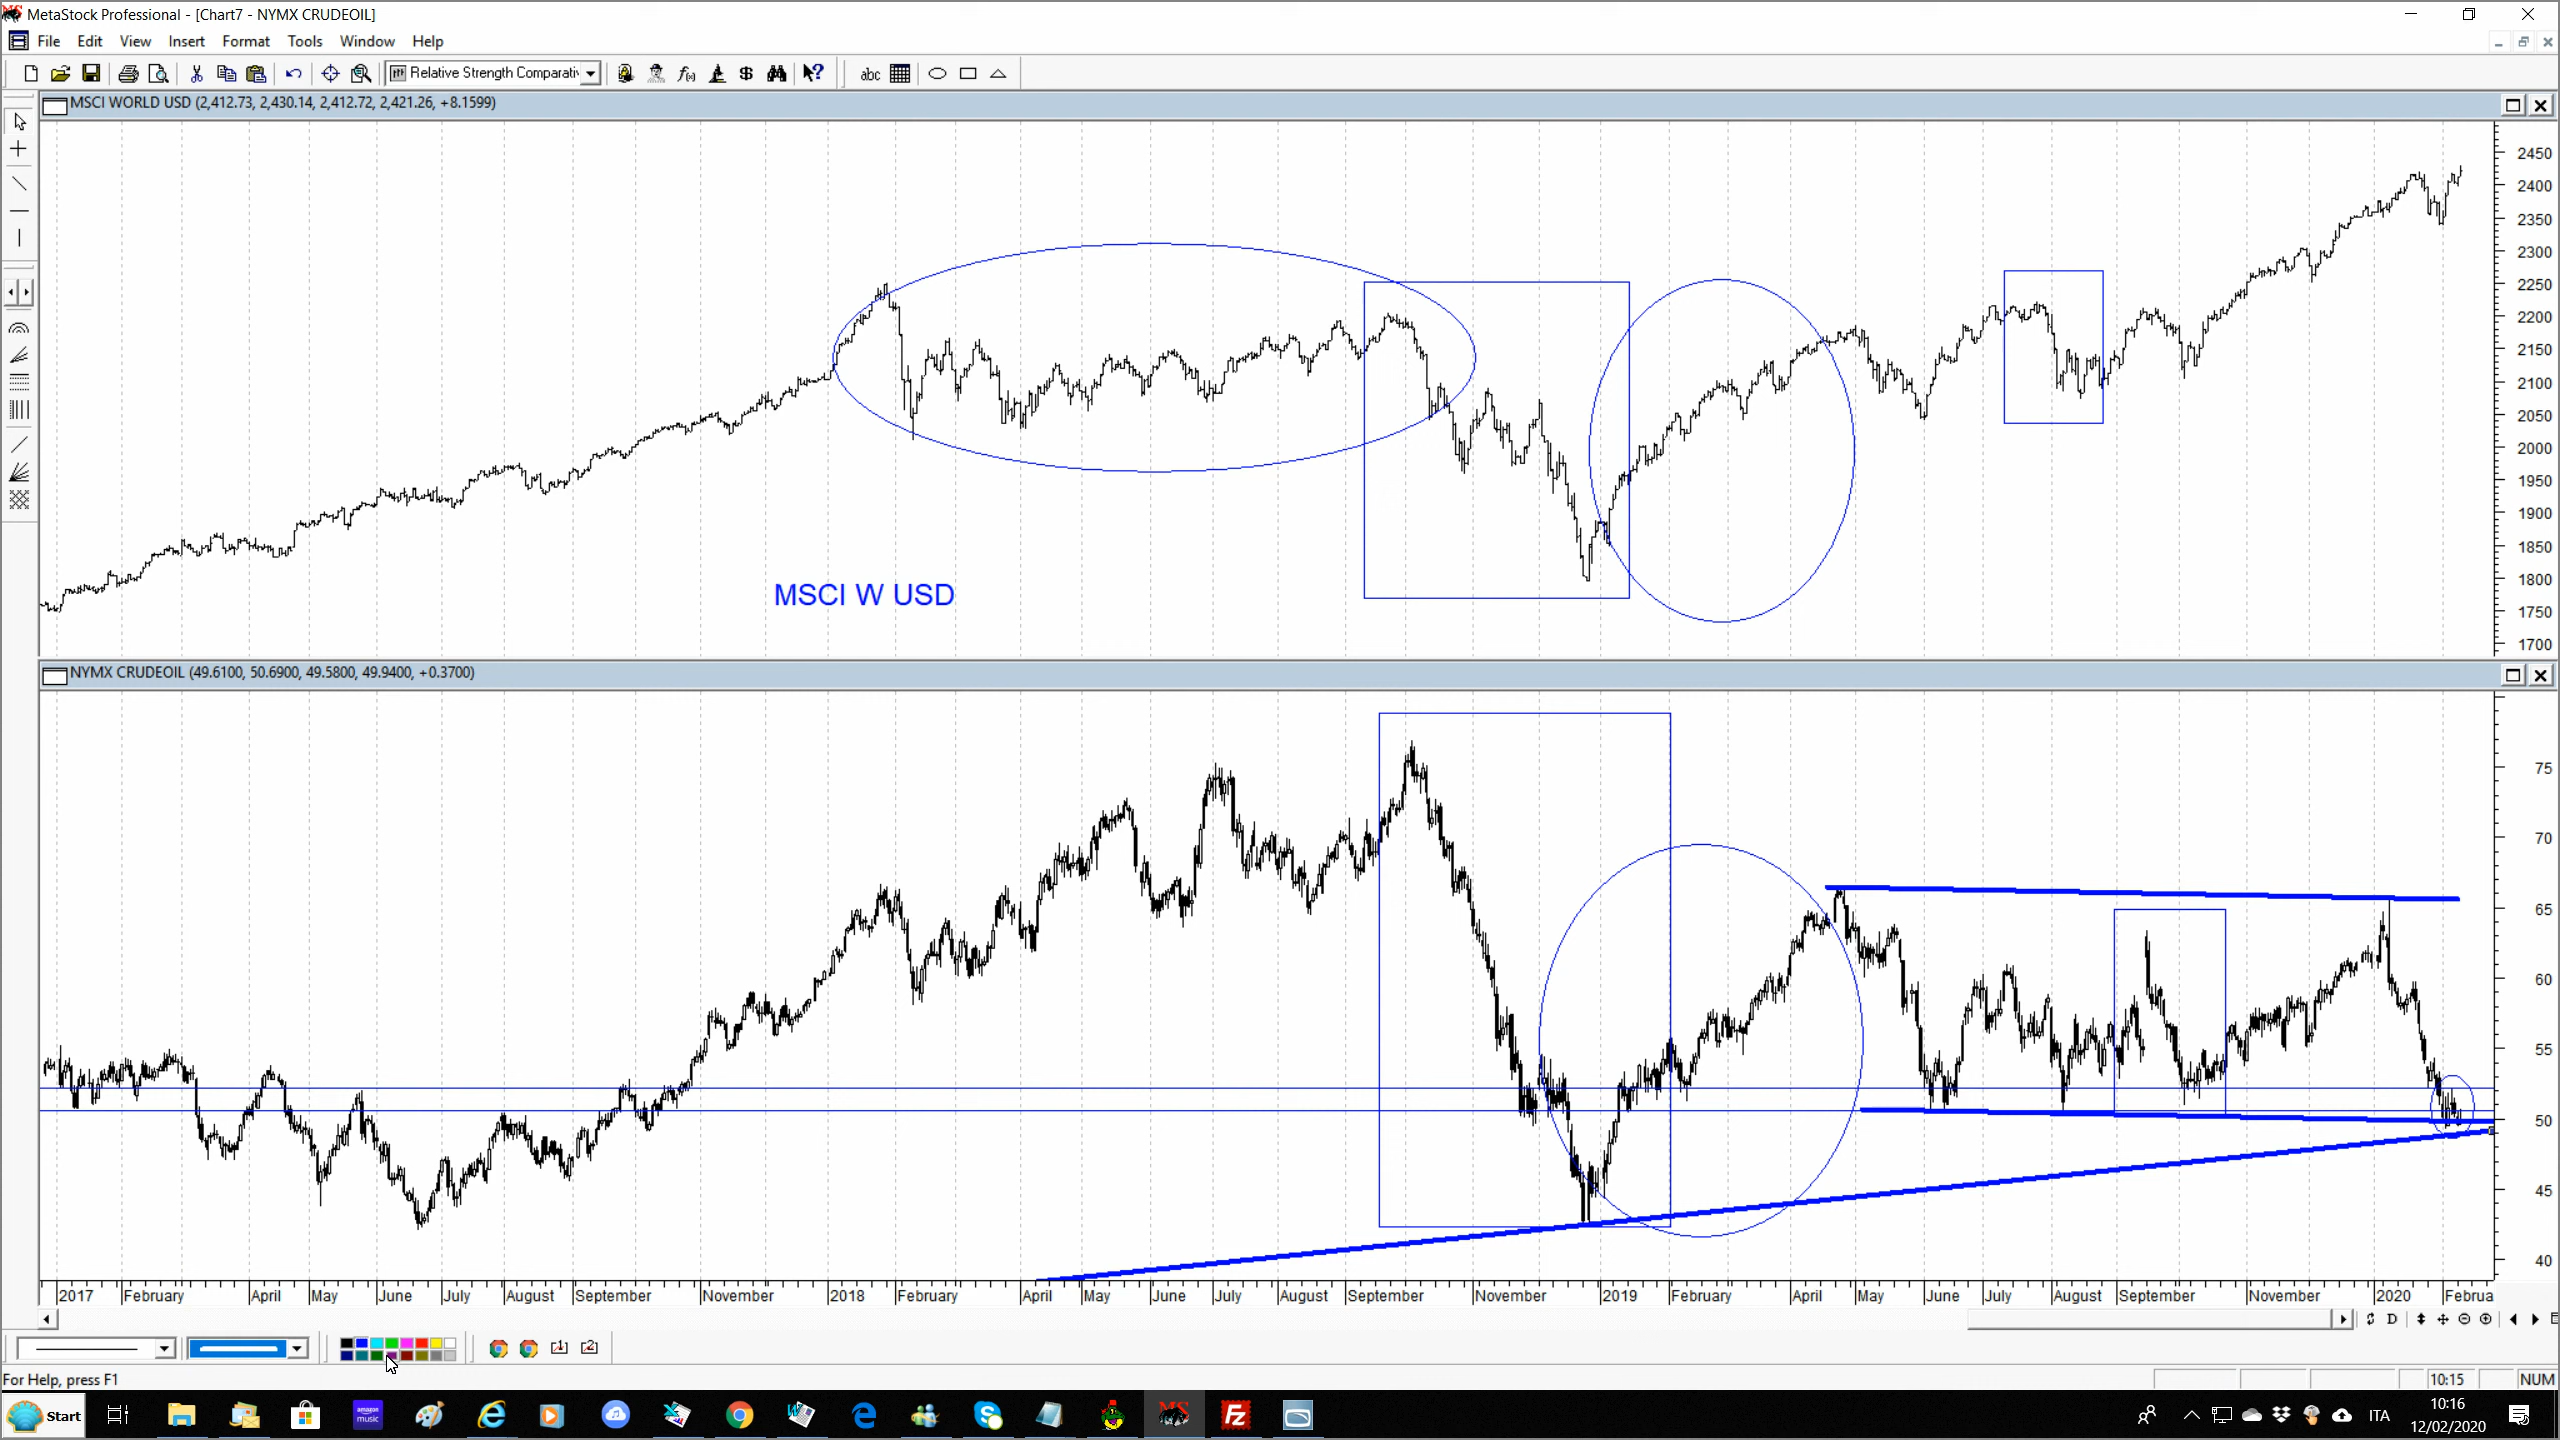 MetaStock Professional - [Chart7 - NYMX CRUDEOIL]
File Edit View Insert Format Tools Window Help
Relative Strength Comparati
abc
MSCI WORLD USD (2,412.73, 2,430.14, 2,412.72, 2,421.26, +8.1599)
2450
2400
2350
2300
2250
2200
2150
2100
2050
2000
1950
1900
1850
1800
1750
1700
MSCI W USD
NYMX CRUDEOIL (49.6100, 50.6900, 49.5800, 49.9400, +0.3700)
75
70
65
60
55
50
45
40
2017 February April May June July August September November 2018 February April May June July August September November 2019 February April May June July August September November 2020 Februa
D
For Help, press F1
10:15 NUM
Start
amazon music
MS
Fz
ITA
10:16
12/02/2020